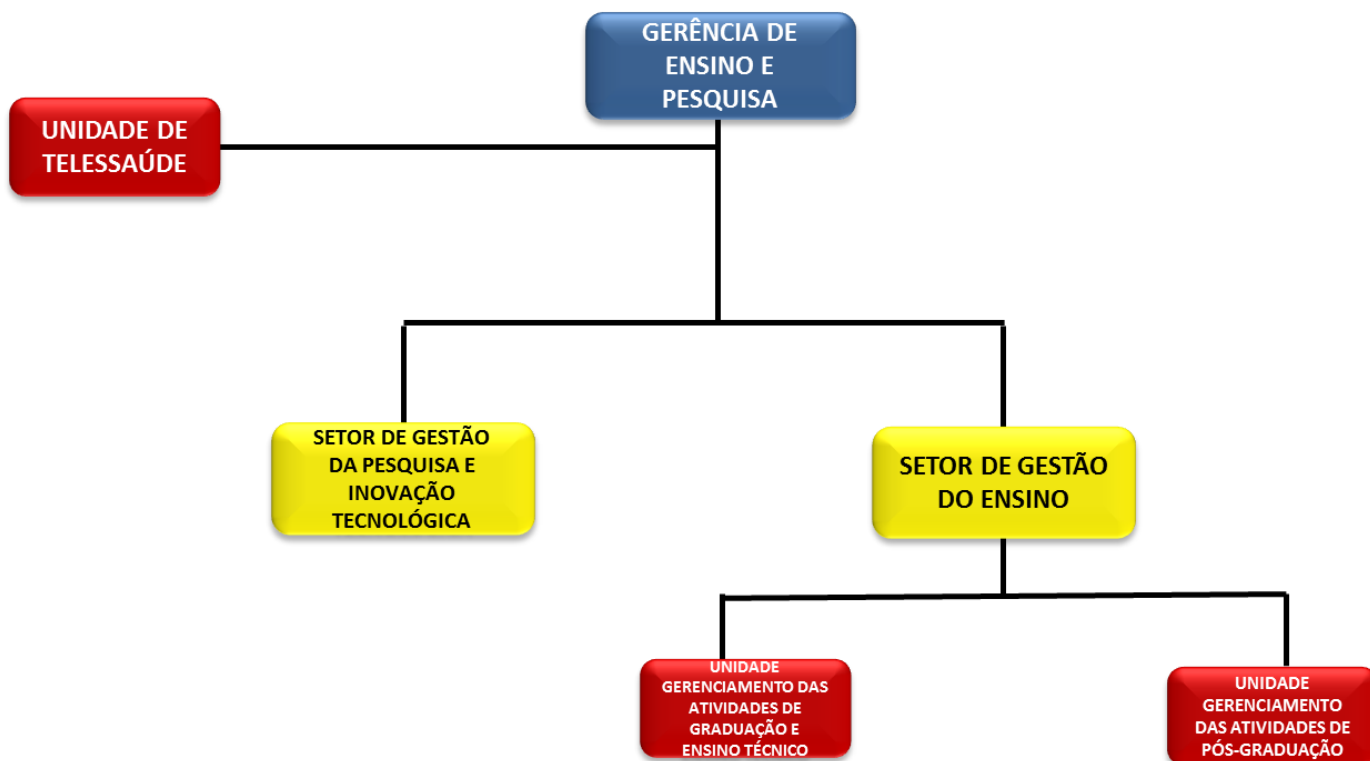 GERÊNCIA DE
ENSINO E
PESQUISA
UNIDADE DE
TELESSAÚDE
SETOR DE GESTÃO
DA PESQUISA E
INOVAÇÃO
TECNOLÓGICA
SETOR DE GESTÃO
DO ENSINO
UNIDADE
GERENCIAMENTO DAS
ATIVIDADES DE
GRADUAÇÃO E
ENSINO TÉCNICO
UNIDADE
GERENCIAMENTO
DAS ATIVIDADES DE
PÓS-GRADUAÇÃO